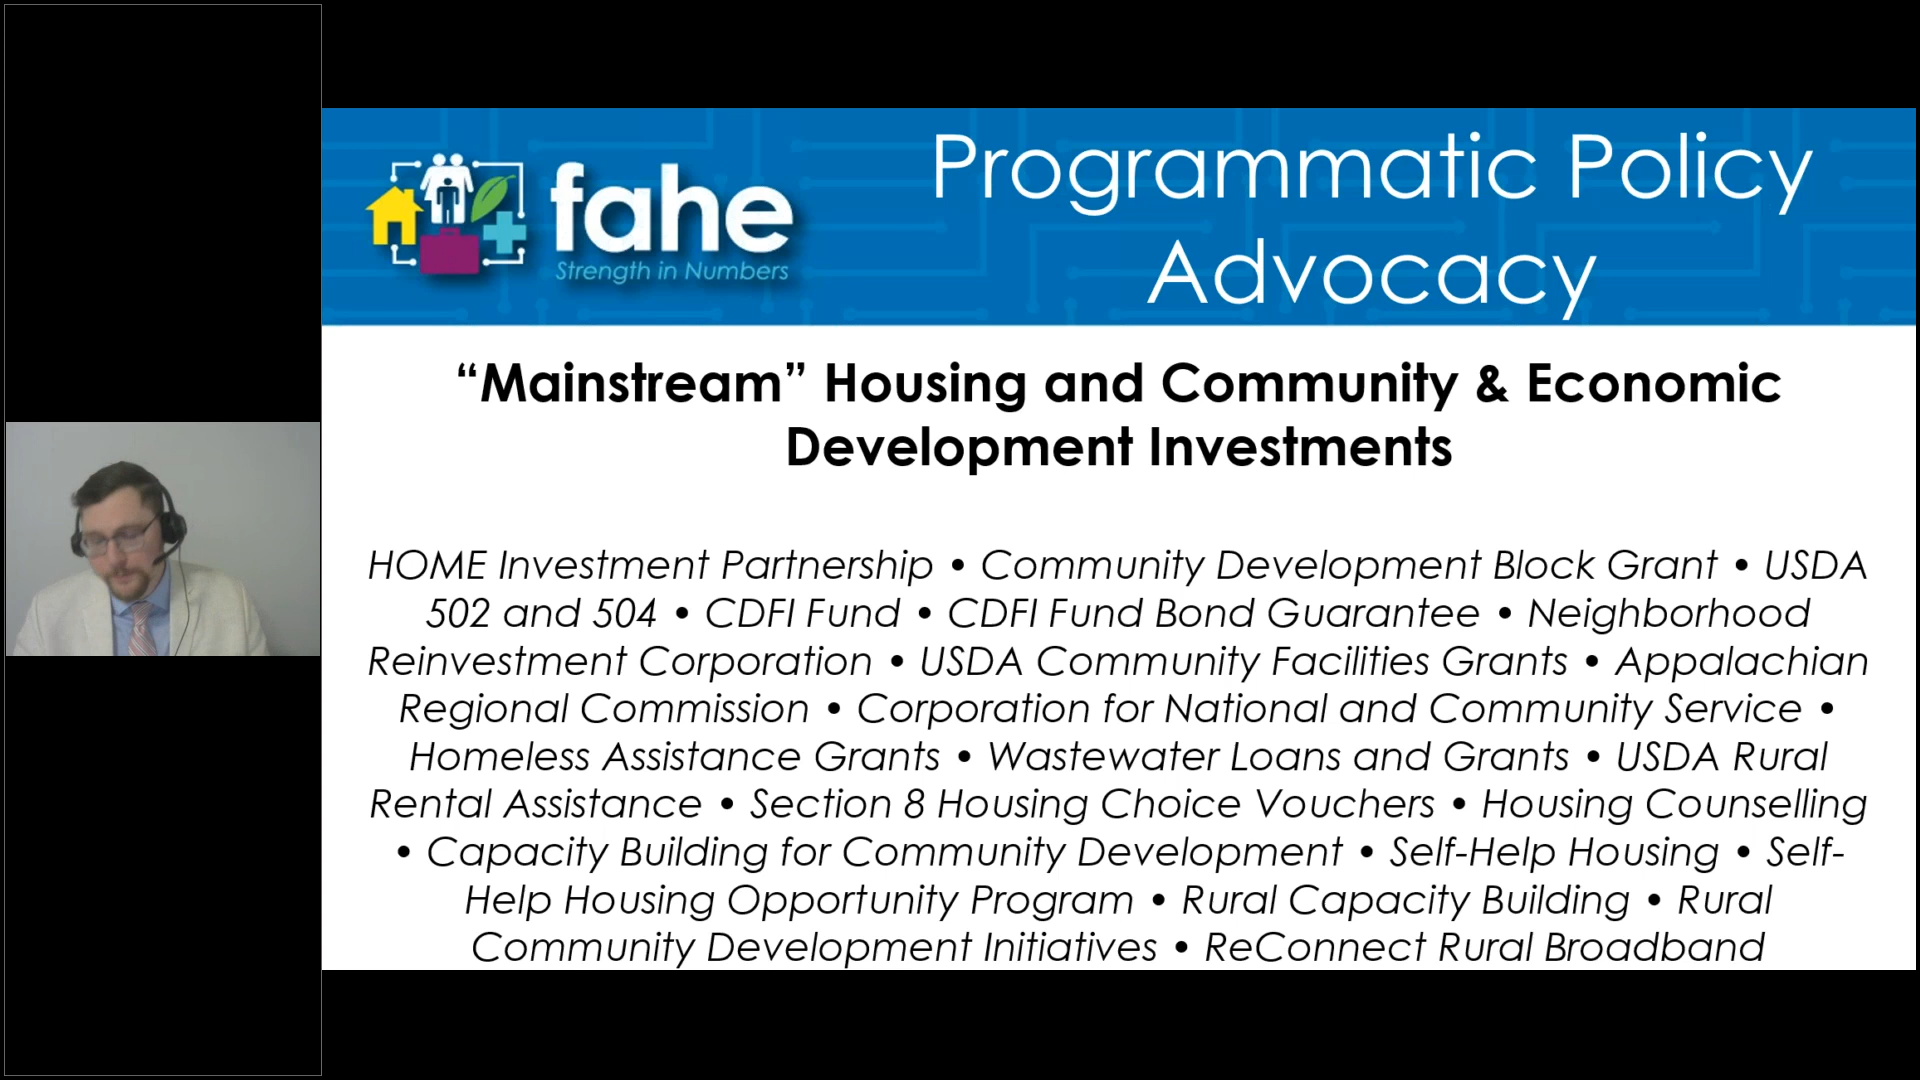 fahe
Strength in Numbers
Programmatic Policy
Advocacy
“Mainstream” Housing and Community & Economic
Development Investments
HOME Investment Partnership • Community Development Block Grant • USDA
502 and 504 • CDFI Fund • CDFI Fund Bond Guarantee • Neighborhood
Reinvestment Corporation • USDA Community Facilities Grants • Appalachian
Regional Commission • Corporation for National and Community Service •
Homeless Assistance Grants • Wastewater Loans and Grants • USDA Rural
Rental Assistance • Section 8 Housing Choice Vouchers • Housing Counselling
• Capacity Building for Community Development • Self-Help Housing • Self-
Help Housing Opportunity Program • Rural Capacity Building • Rural
Community Development Initiatives • ReConnect Rural Broadband